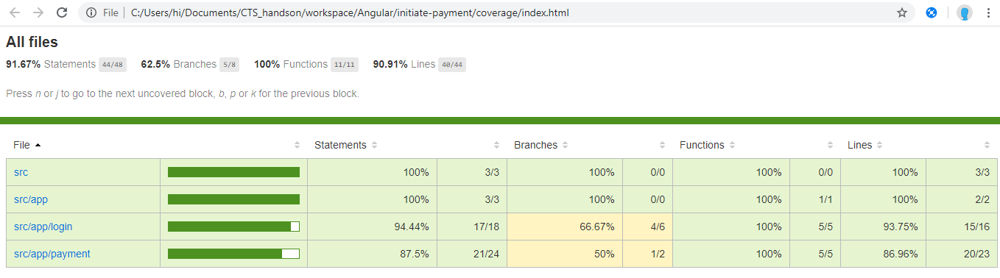 File C:/Users/hi/Documents/CTS_handson/workspace/Angular/initiate-payment/coverage/index.html
All files
91.67% Statements 44/48 62.5% Branches 5/8 100% Functions 11/11 90.91% Lines 40/44
Press n or j to go to the next uncovered block, b, p or k for the previous block.
File Statements Branches Functions Lines
src 100% 3/3 100% 0/0 100% 0/0 100% 3/3
src/app 100% 3/3 100% 0/0 100% 1/1 100% 2/2
src/app/login 94.44% 17/18 66.67% 4/6 100% 5/5 93.75% 15/16
src/app/payment 87.5% 21/24 50% 1/2 100% 5/5 86.96% 20/23